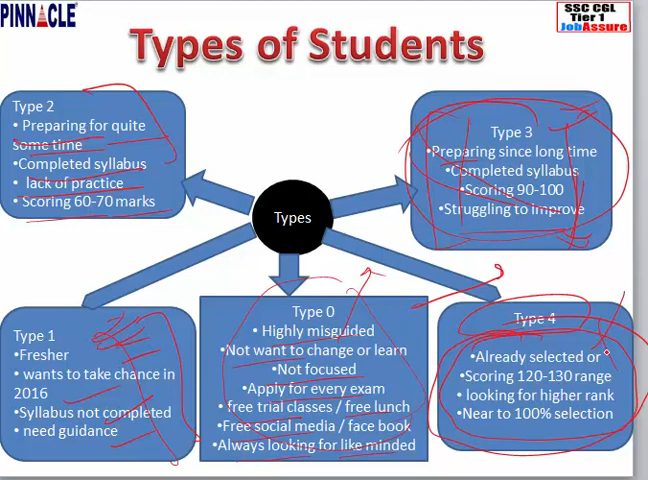 PINNACLE
SSC CGL
Tier 1
JobAssure
Types of Students
Type 2
• Preparing for quite
some time
•Completed syllabus
• lack of practice
• Scoring 60-70 marks
Type 3
•Preparing since long time
•Completed syllabus
•Scoring 90-100
•Struggling to improve
Types
Type 1
•Fresher
• wants to take chance in
2016
•Syllabus not completed
• need guidance
Type 0
• Highly misguided
•Not want to change or learn
•Not focused
•Apply for every exam
• free trial classes / free lunch
•Free social media / face book
•Always looking for like minded
Type 4
•Already selected or
•Scoring 120-130 range
• looking for higher rank
•Near to 100% selection